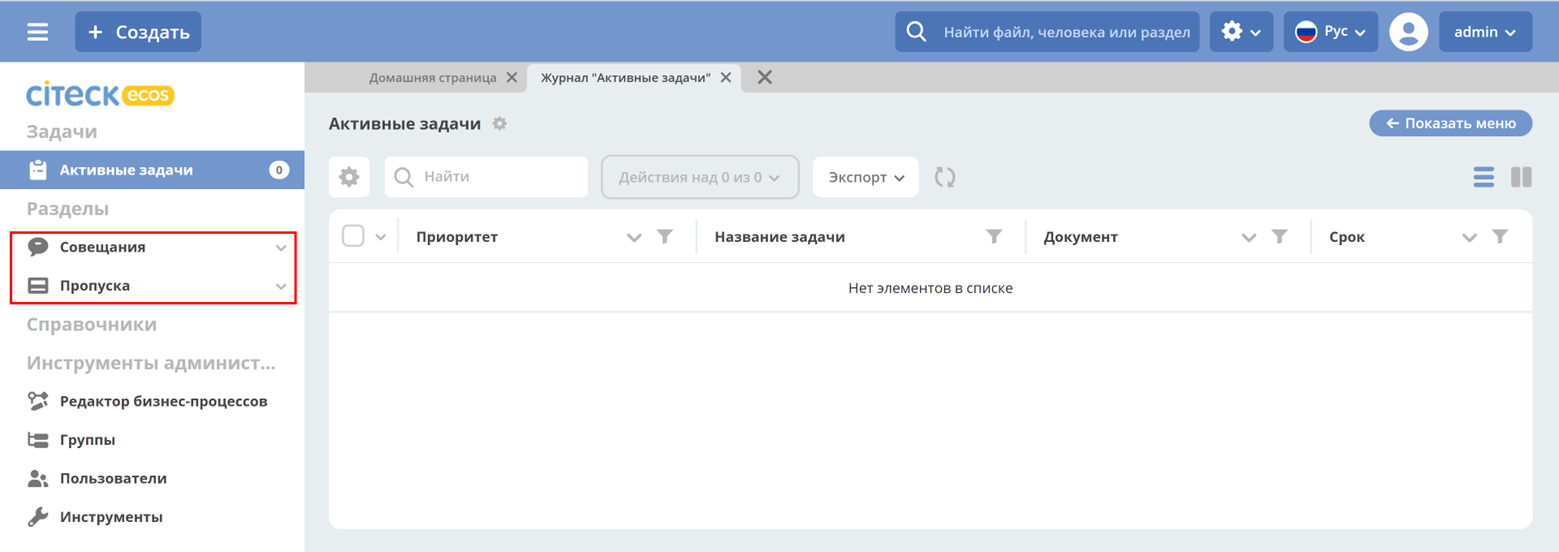 + Создать
Найти файл, человека или раздел
Рус
admin
Домашняя страница
Журнал "Активные задачи"
citeck ecos
Задачи
Активные задачи 0
Разделы
Совещания
Пропуска
Справочники
Инструменты админист...
Редактор бизнес-процессов
Группы
Пользователи
Инструменты
Активные задачи
← Показать меню
Найти
Действия над 0 из 0
Экспорт
Приоритет Название задачи Документ Срок
Нет элементов в списке